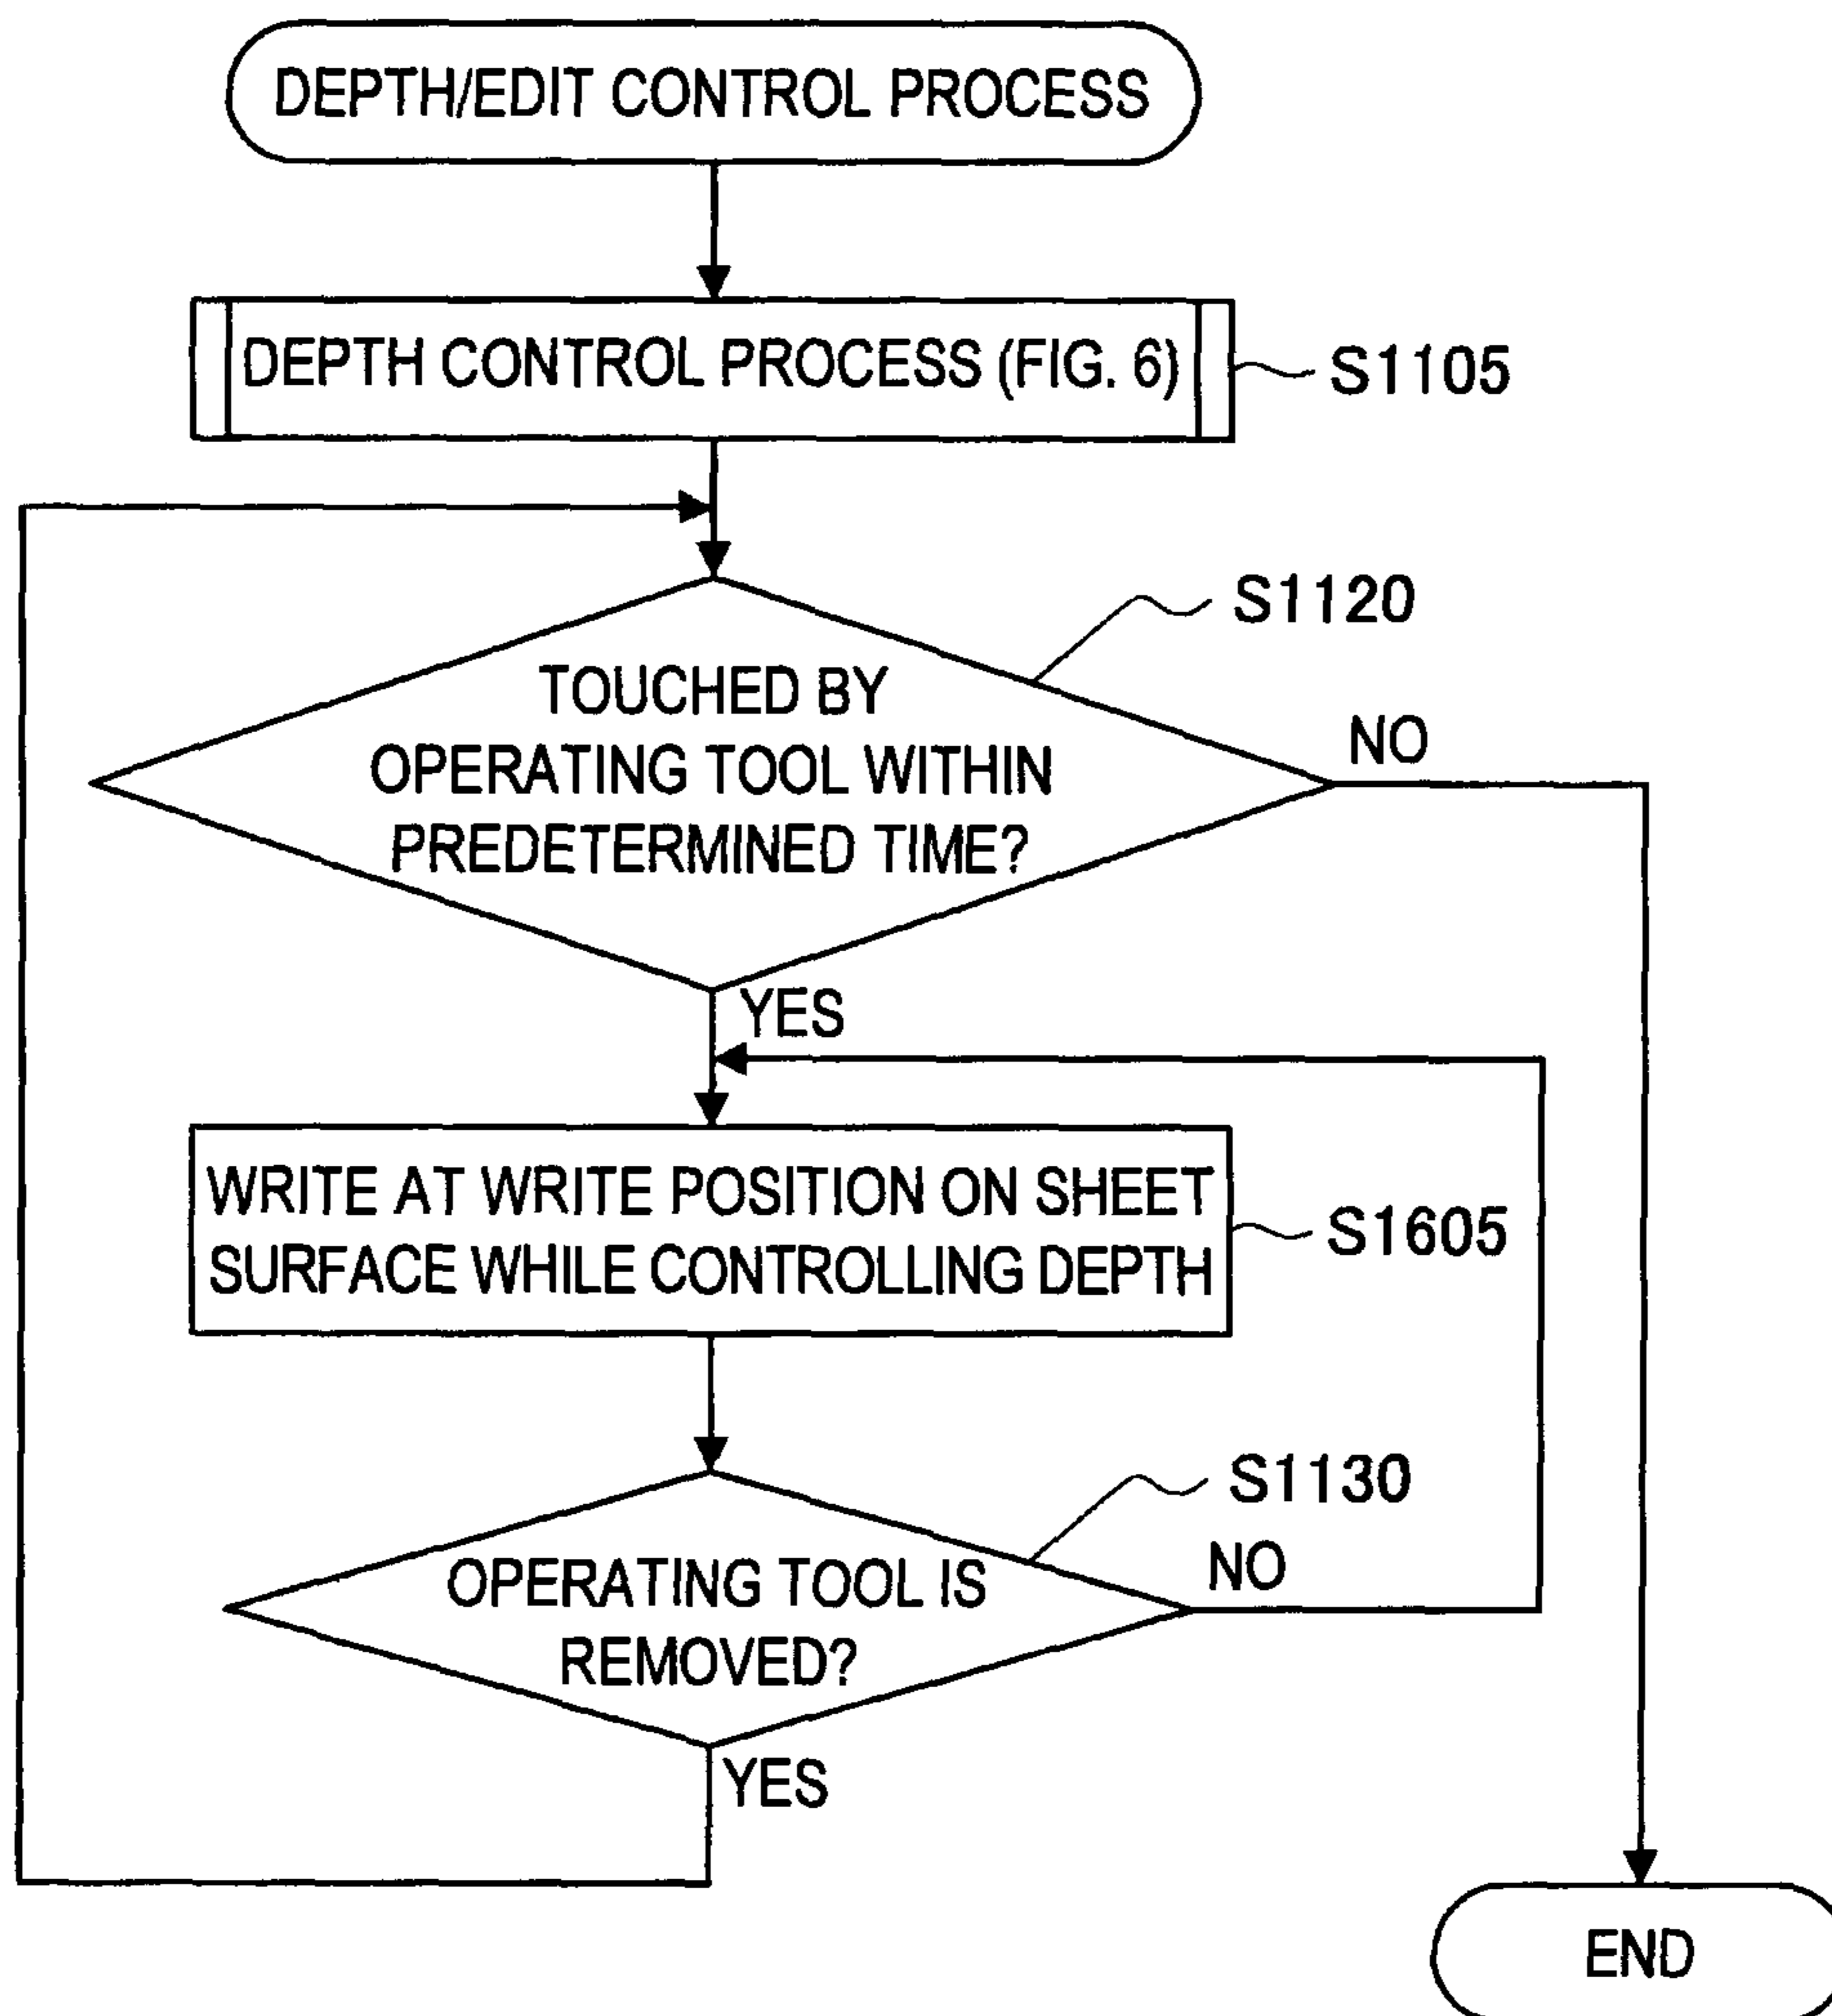 DEPTH/EDIT CONTROL PROCESS
DEPTH CONTROL PROCESS (FIG. 6)
S1105
S1120
TOUCHED BY
OPERATING TOOL WITHIN
PREDETERMINED TIME?
NO
YES
WRITE AT WRITE POSITION ON SHEET
SURFACE WHILE CONTROLLING DEPTH
S1605
S1130
OPERATING TOOL IS
REMOVED?
NO
YES
END